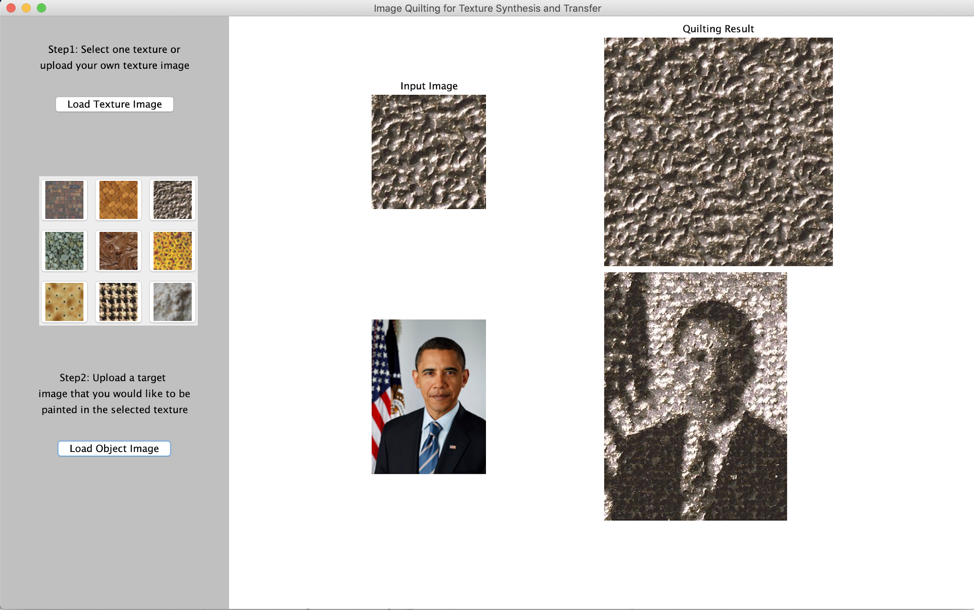 Image Quilting for Texture Synthesis and Transfer
Step1: Select one texture or
upload your own texture image
Load Texture Image
Step2: Upload a target
image that you would like to be
painted in the selected texture
Load Object Image
Input Image
Quilting Result